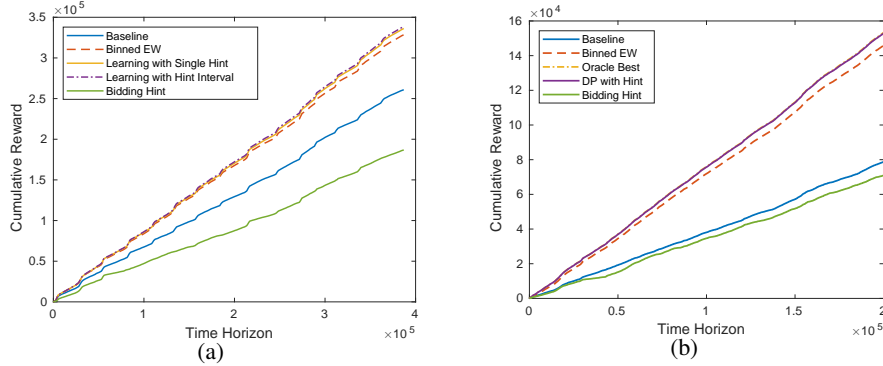 3.5 ×10^5
Baseline
Binned EW
Learning with Single Hint
Learning with Hint Interval
Bidding Hint
3
2.5
2
1.5
1
0.5
0
Cumulative Reward
0 1 2 3 4
Time Horizon ×10^5
(a)
16 ×10^4
Baseline
Binned EW
Oracle Best
DP with Hint
Bidding Hint
14
12
10
8
6
4
2
0
Cumulative Reward
0 0.5 1 1.5 2
Time Horizon ×10^5
(b)